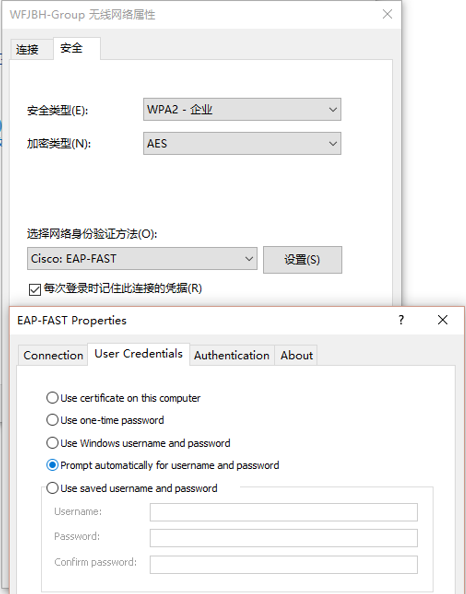 WFJBH-Group 无线网络属性
连接 安全
安全类型(E): WPA2 - 企业
加密类型(N): AES
选择网络身份验证方法(O):
Cisco: EAP-FAST 设置(S)
每次登录时记住此连接的凭据(R)
EAP-FAST Properties ?
Connection User Credentials Authentication About
Use certificate on this computer
Use one-time password
Use Windows username and password
Prompt automatically for username and password
Use saved username and password
Username:
Password:
Confirm password: